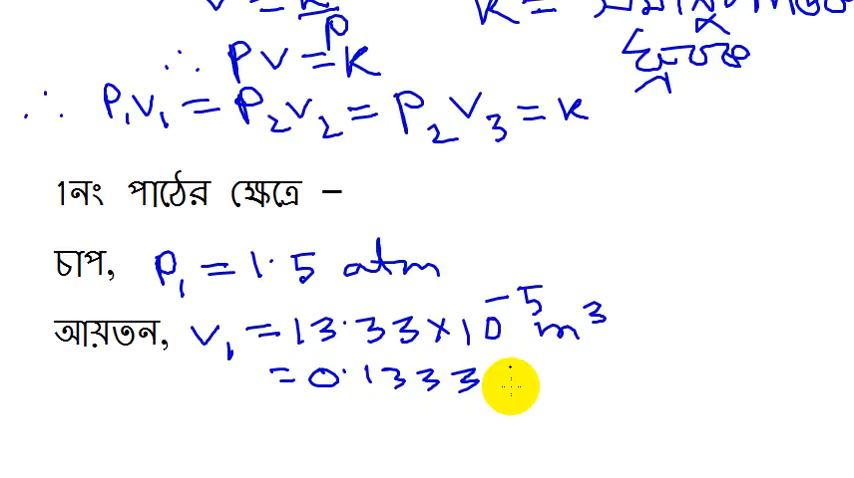 V = K/P K =
∴ PV = K ধ্রুবক
∴ P₁V₁ = P₂V₂ = P₂V₃ = K
1নং পাঠের ক্ষেত্রে –
চাপ, P₁ = 1.5 atm
আয়তন, V₁ = 13.33 × 10⁻⁵ m³
= 0.1333